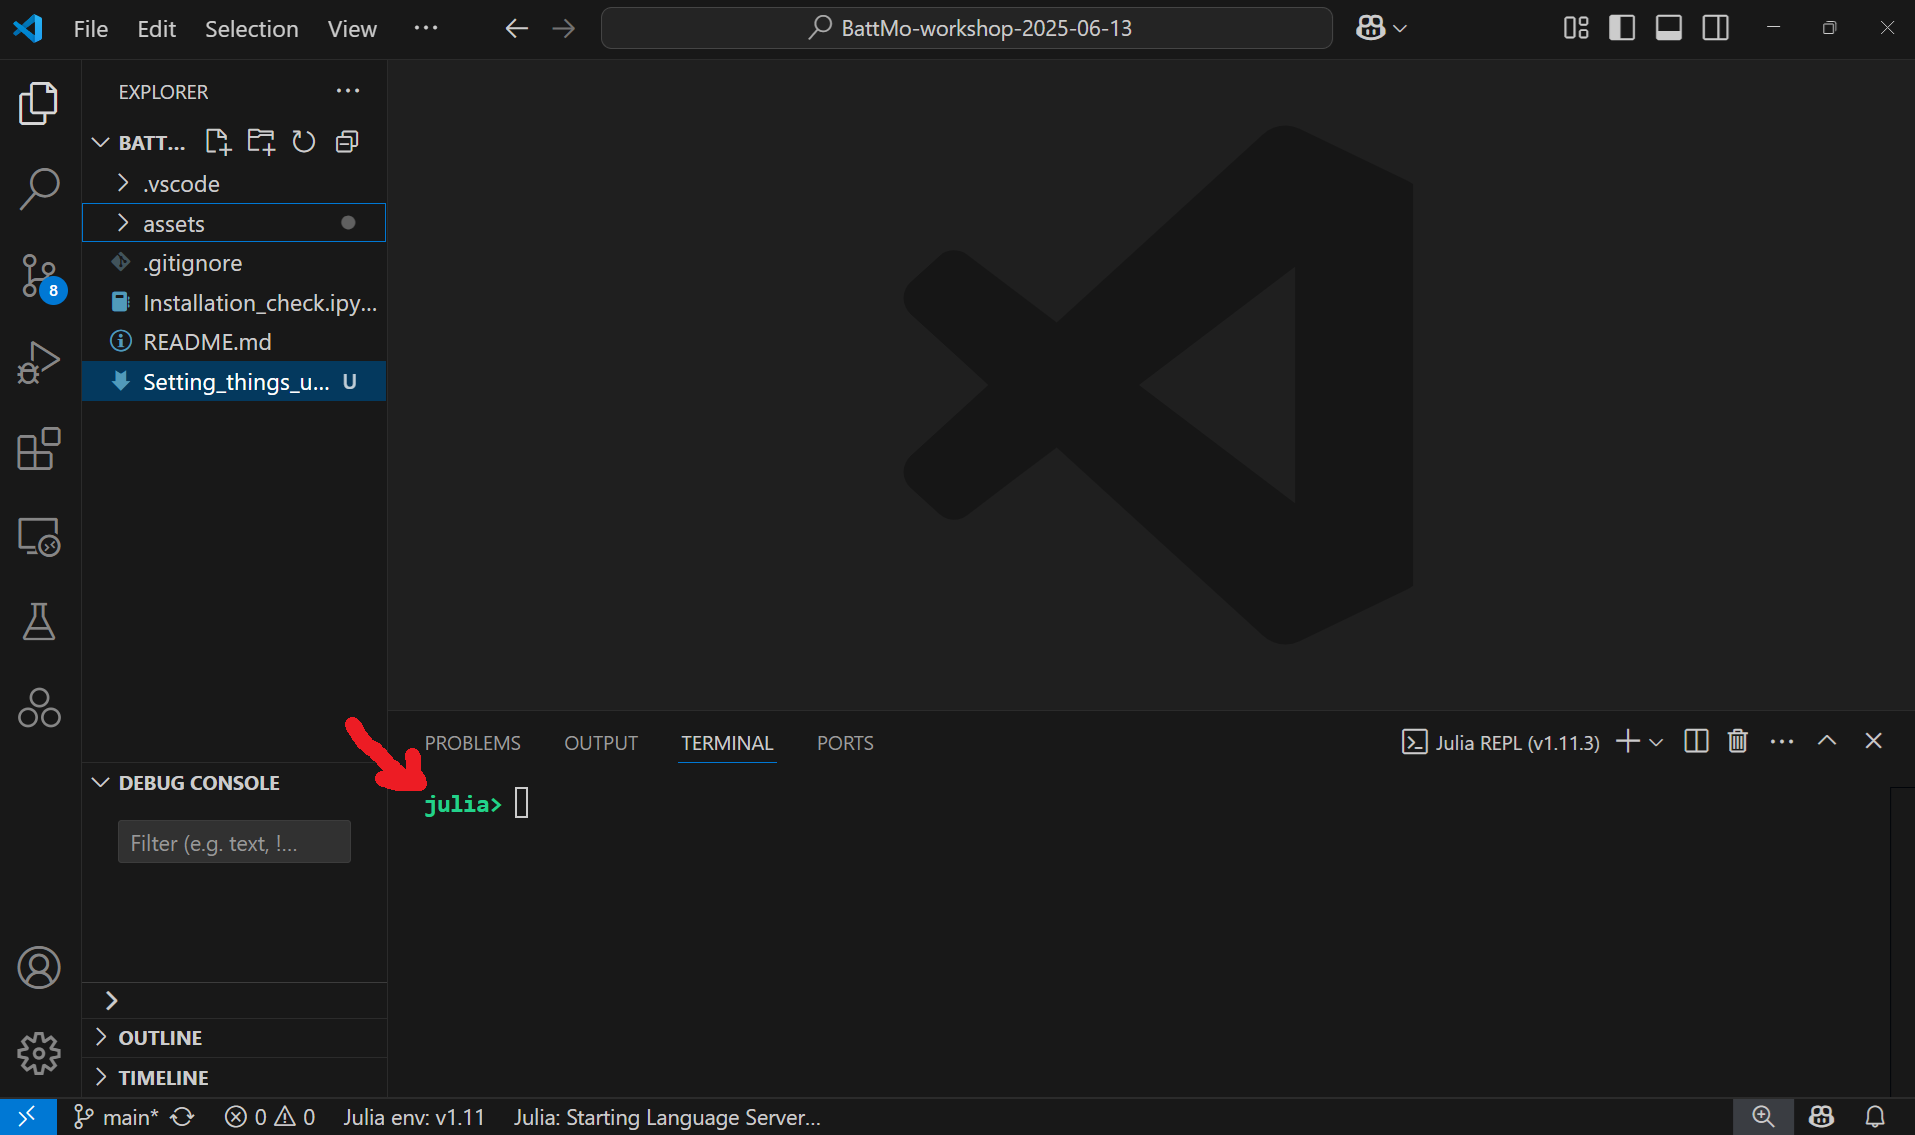 File Edit Selection View ···
BattMo-workshop-2025-06-13
EXPLORER ···
BATT...
.vscode
assets
.gitignore
Installation_check.ipy...
README.md
Setting_things_u... U
8
DEBUG CONSOLE
Filter (e.g. text, !...
OUTLINE
TIMELINE
PROBLEMS OUTPUT TERMINAL PORTS
Julia REPL (v1.11.3) ···
julia>
main* 0 0 Julia env: v1.11 Julia: Starting Language Server...